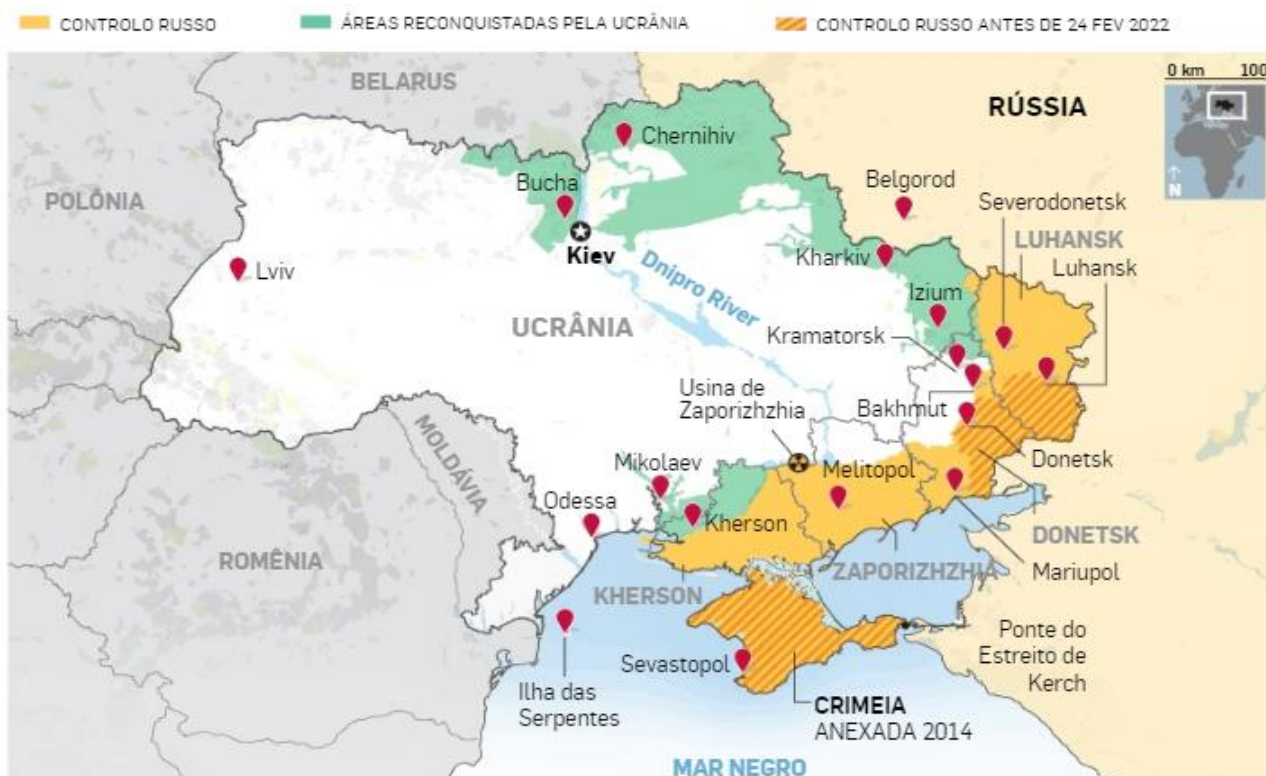 CONTROLO RUSSO
ÁREAS RECONQUISTADAS PELA UCRÂNIA
CONTROLO RUSSO ANTES DE 24 FEV 2022
0 km 100
N
BELARUS
RÚSSIA
Chernihiv
POLÔNIA
Bucha
Belgorod
Severodonetsk
Kiev
LUHANSK
Lviv
Kharkiv
Luhansk
Dnipro River
Izium
UCRÂNIA
Kramatorsk
Usina de
Zaporizhzhia
Bakhmut
MOLDÁVIA
Mikolaev
Melitopol
Donetsk
Odessa
Kherson
DONETSK
ROMÊNIA
ZAPORIZHZHIA
Mariupol
KHERSON
Ponte do
Estreito de
Kerch
Sevastopol
Ilha das
Serpentes
CRIMEIA
ANEXADA 2014
MAR NEGRO